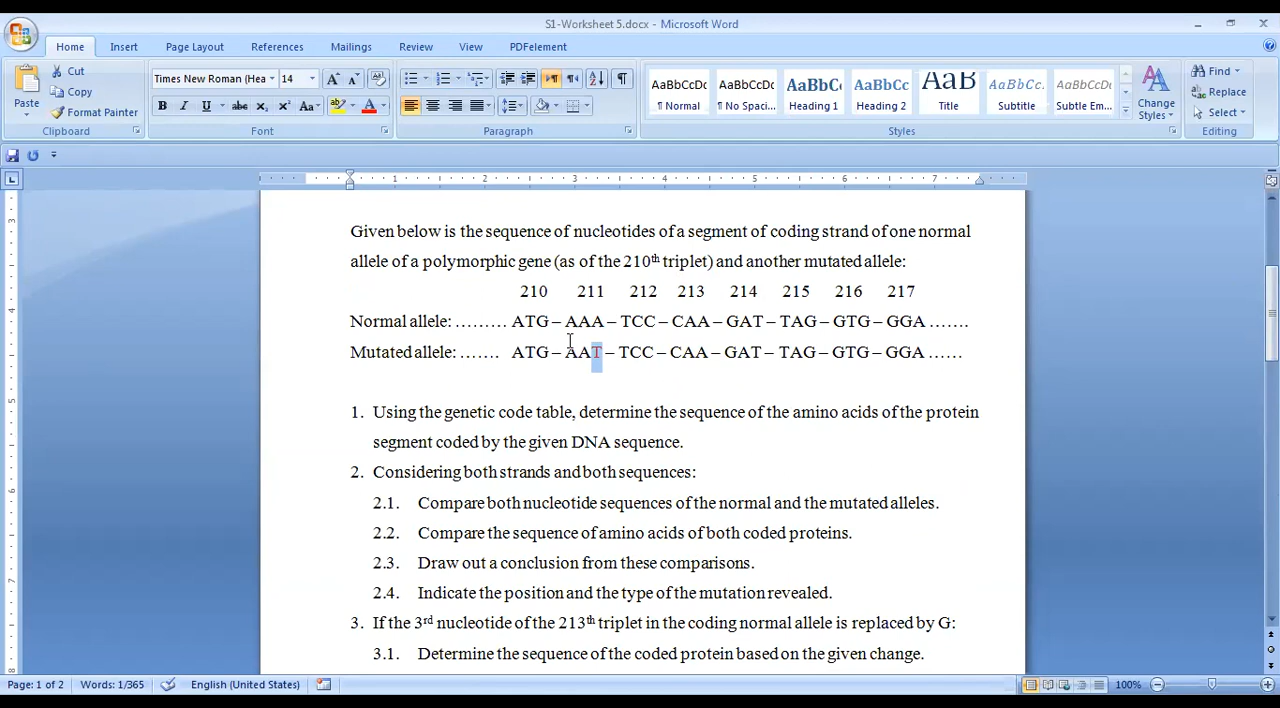 S1-Worksheet 5.docx - Microsoft Word
Home Insert Page Layout References Mailings Review View PDFelement
Paste
Cut
Copy
Format Painter
Clipboard
Times New Roman (Hea 14
Font
Paragraph
AaBbCcDc AaBbCcDc AaBbCc AaBbCc AaB AaBbCc AaBbCcDc
¶ Normal ¶ No Spaci... Heading 1 Heading 2 Title Subtitle Subtle Em...
Change Styles
Styles
Find
Replace
Select
Editing
1 2 3 4 5 6 7
Given below is the sequence of nucleotides of a segment of coding strand of one normal
allele of a polymorphic gene (as of the 210th triplet) and another mutated allele:
210 211 212 213 214 215 216 217
Normal allele: ……… ATG – AAA – TCC – CAA – GAT – TAG – GTG – GGA …….
Mutated allele: ……. ATG – AAT – TCC – CAA – GAT – TAG – GTG – GGA ……
1. Using the genetic code table, determine the sequence of the amino acids of the protein
segment coded by the given DNA sequence.
2. Considering both strands and both sequences:
2.1. Compare both nucleotide sequences of the normal and the mutated alleles.
2.2. Compare the sequence of amino acids of both coded proteins.
2.3. Draw out a conclusion from these comparisons.
2.4. Indicate the position and the type of the mutation revealed.
3. If the 3rd nucleotide of the 213th triplet in the coding normal allele is replaced by G:
3.1. Determine the sequence of the coded protein based on the given change.
Page: 1 of 2 Words: 1/365 English (United States) 100%